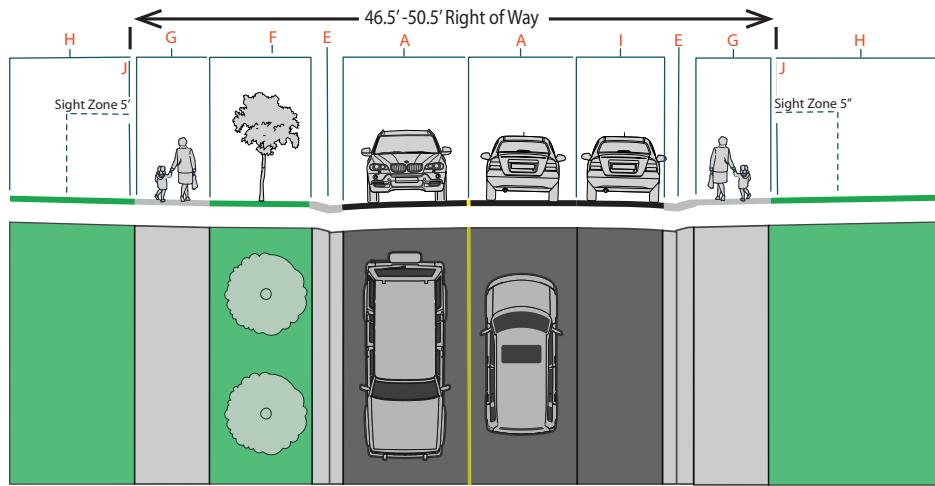 46.5’-50.5’ Right of Way
H G F E A A I E G H
J J
Sight Zone 5’ Sight Zone 5”